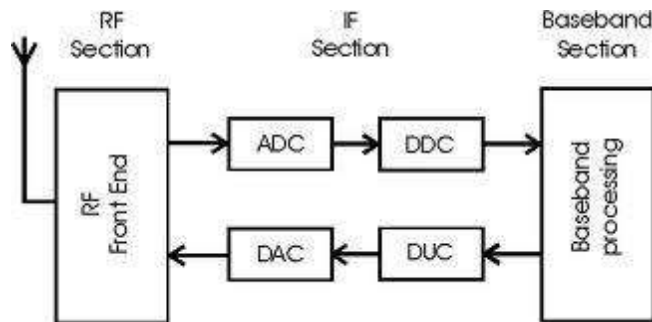 RF
Section
IF
Section
Baseband
Section
RF
Front End
ADC
DDC
DAC
DUC
Baseband
processing